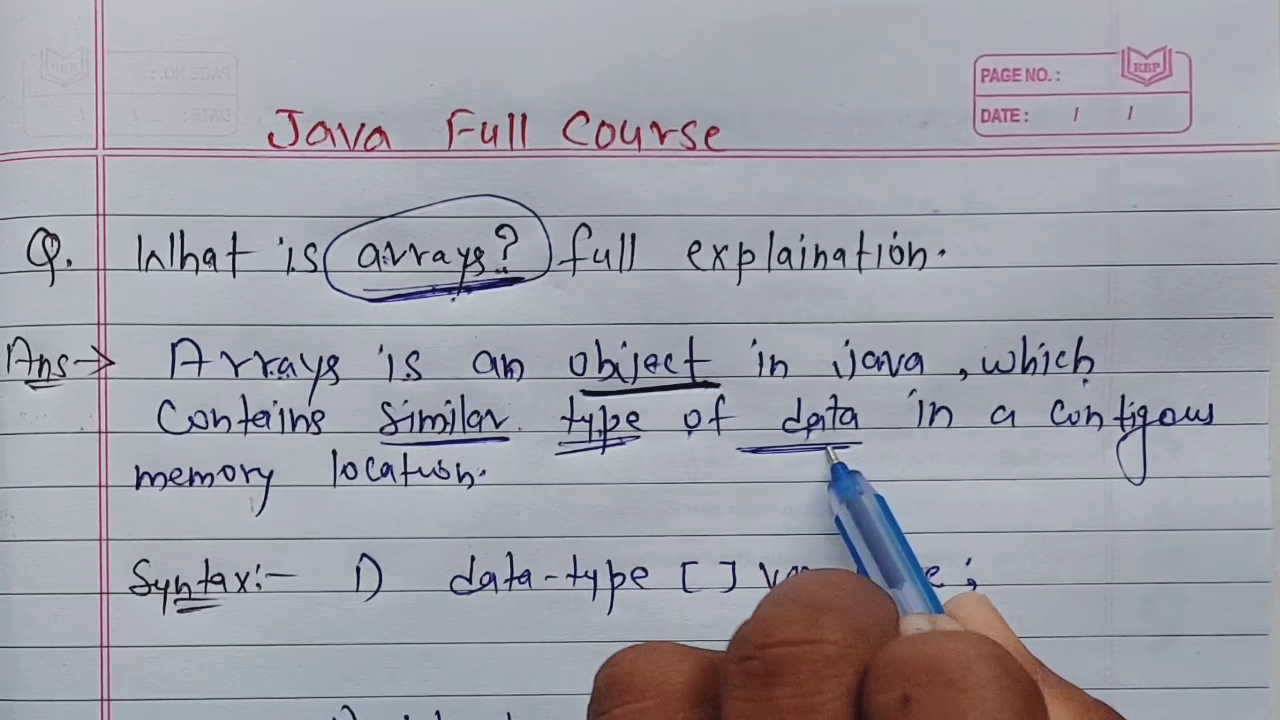 PAGE NO. :
RBP
DATE : / /
Java Full Course
Q. What is arrays? full explaination.
Ans → Arrays is an object in java, which
Contains similar type of data in a contigous
memory location.
Syntax:- 1) data-type [ ] ;